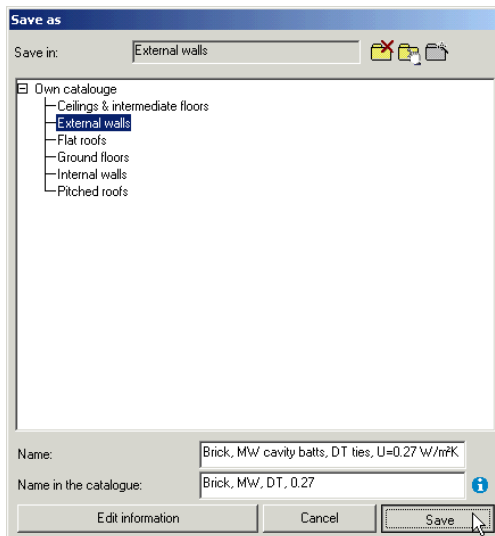 Save as
Save in: External walls
Own catalouge
Ceilings & intermediate floors
External walls
Flat roofs
Ground floors
Internal walls
Pitched roofs
Name: Brick, MW cavity batts, DT ties, U=0.27 W/m²K
Name in the catalogue: Brick, MW, DT, 0.27
Edit information Cancel Save